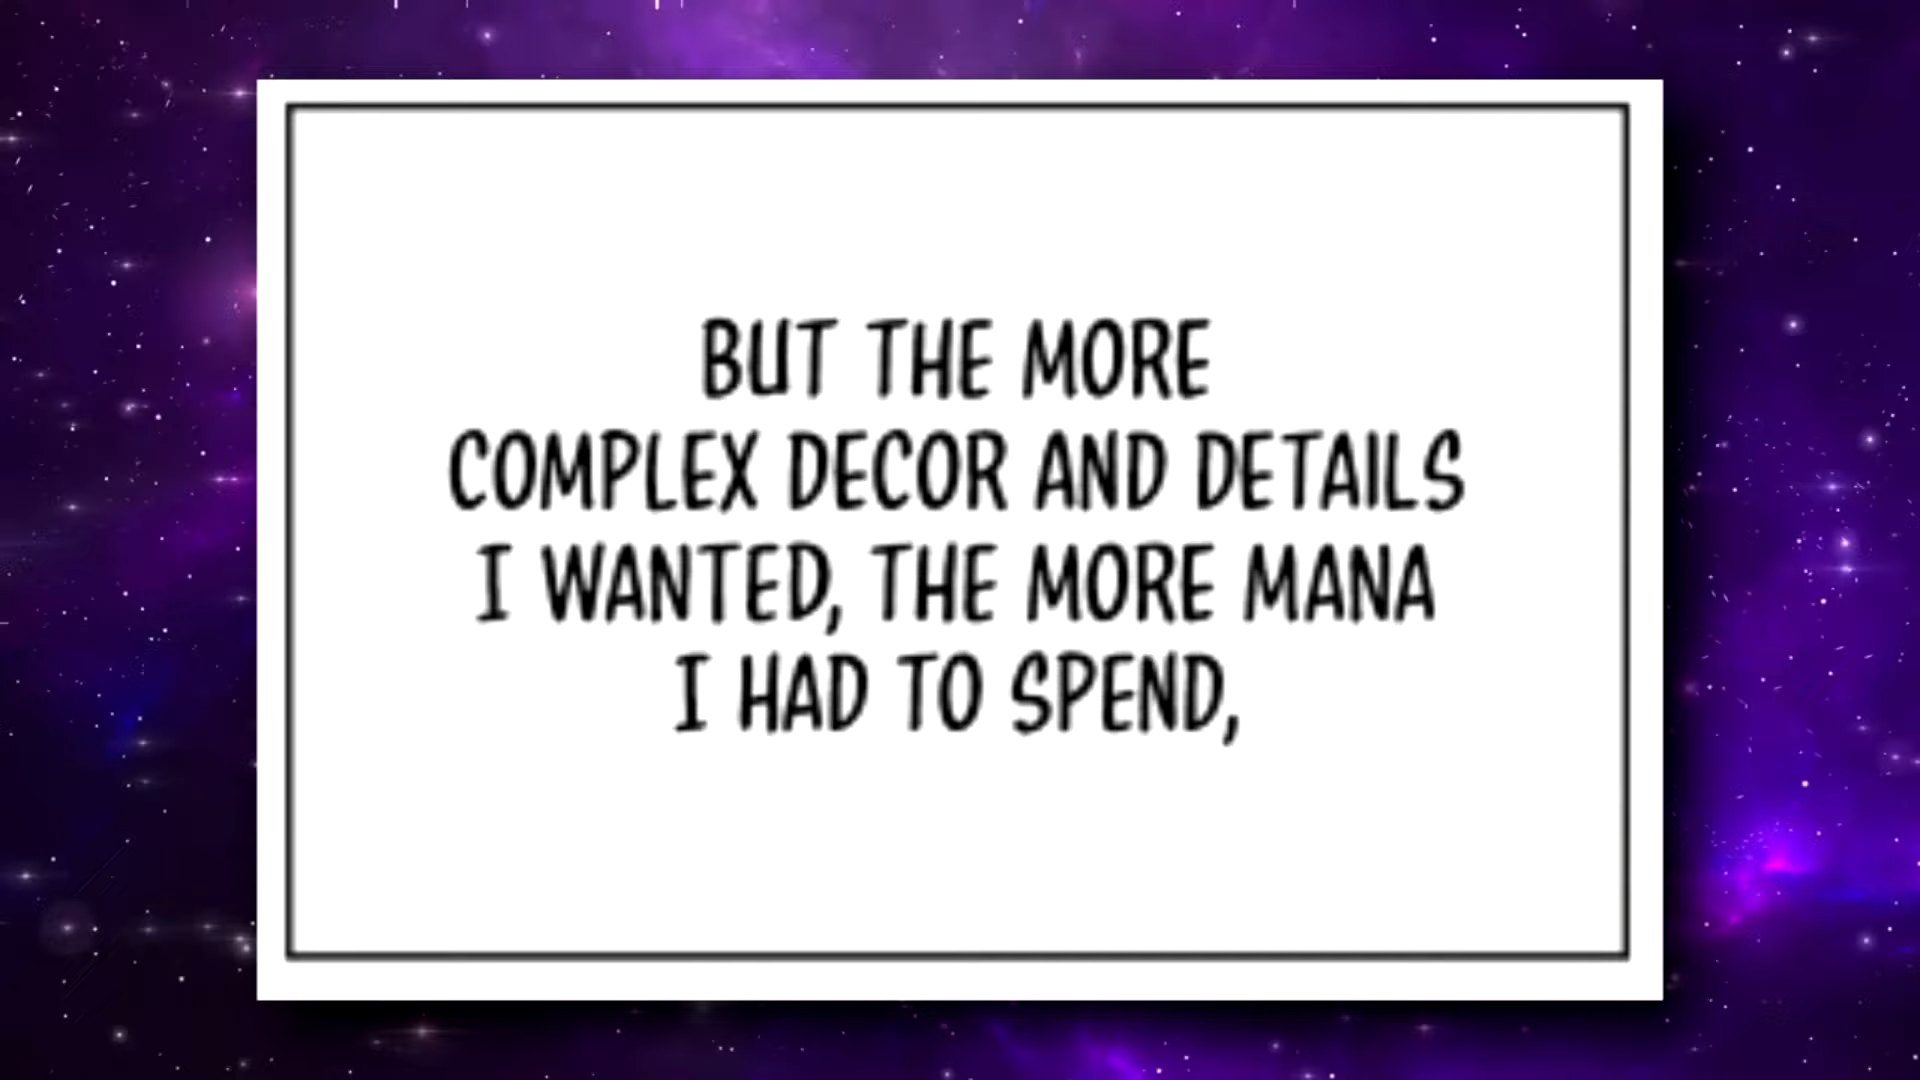 BUT THE MORE
COMPLEX DECOR AND DETAILS
I WANTED, THE MORE MANA
I HAD TO SPEND,